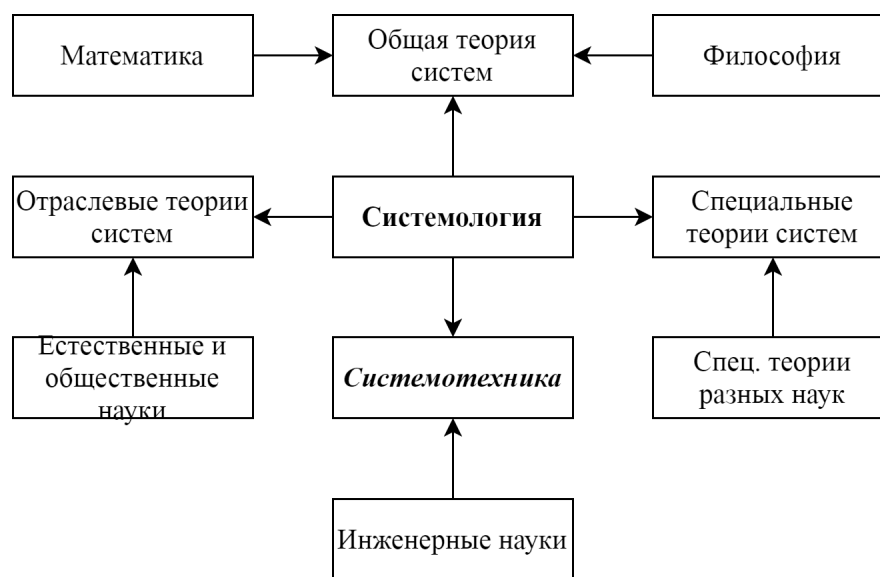 Математика
Общая теория
систем
Философия
Отраслевые теории
систем
Системология
Специальные
теории систем
Естественные и
общественные
науки
Системотехника
Спец. теории
разных наук
Инженерные науки